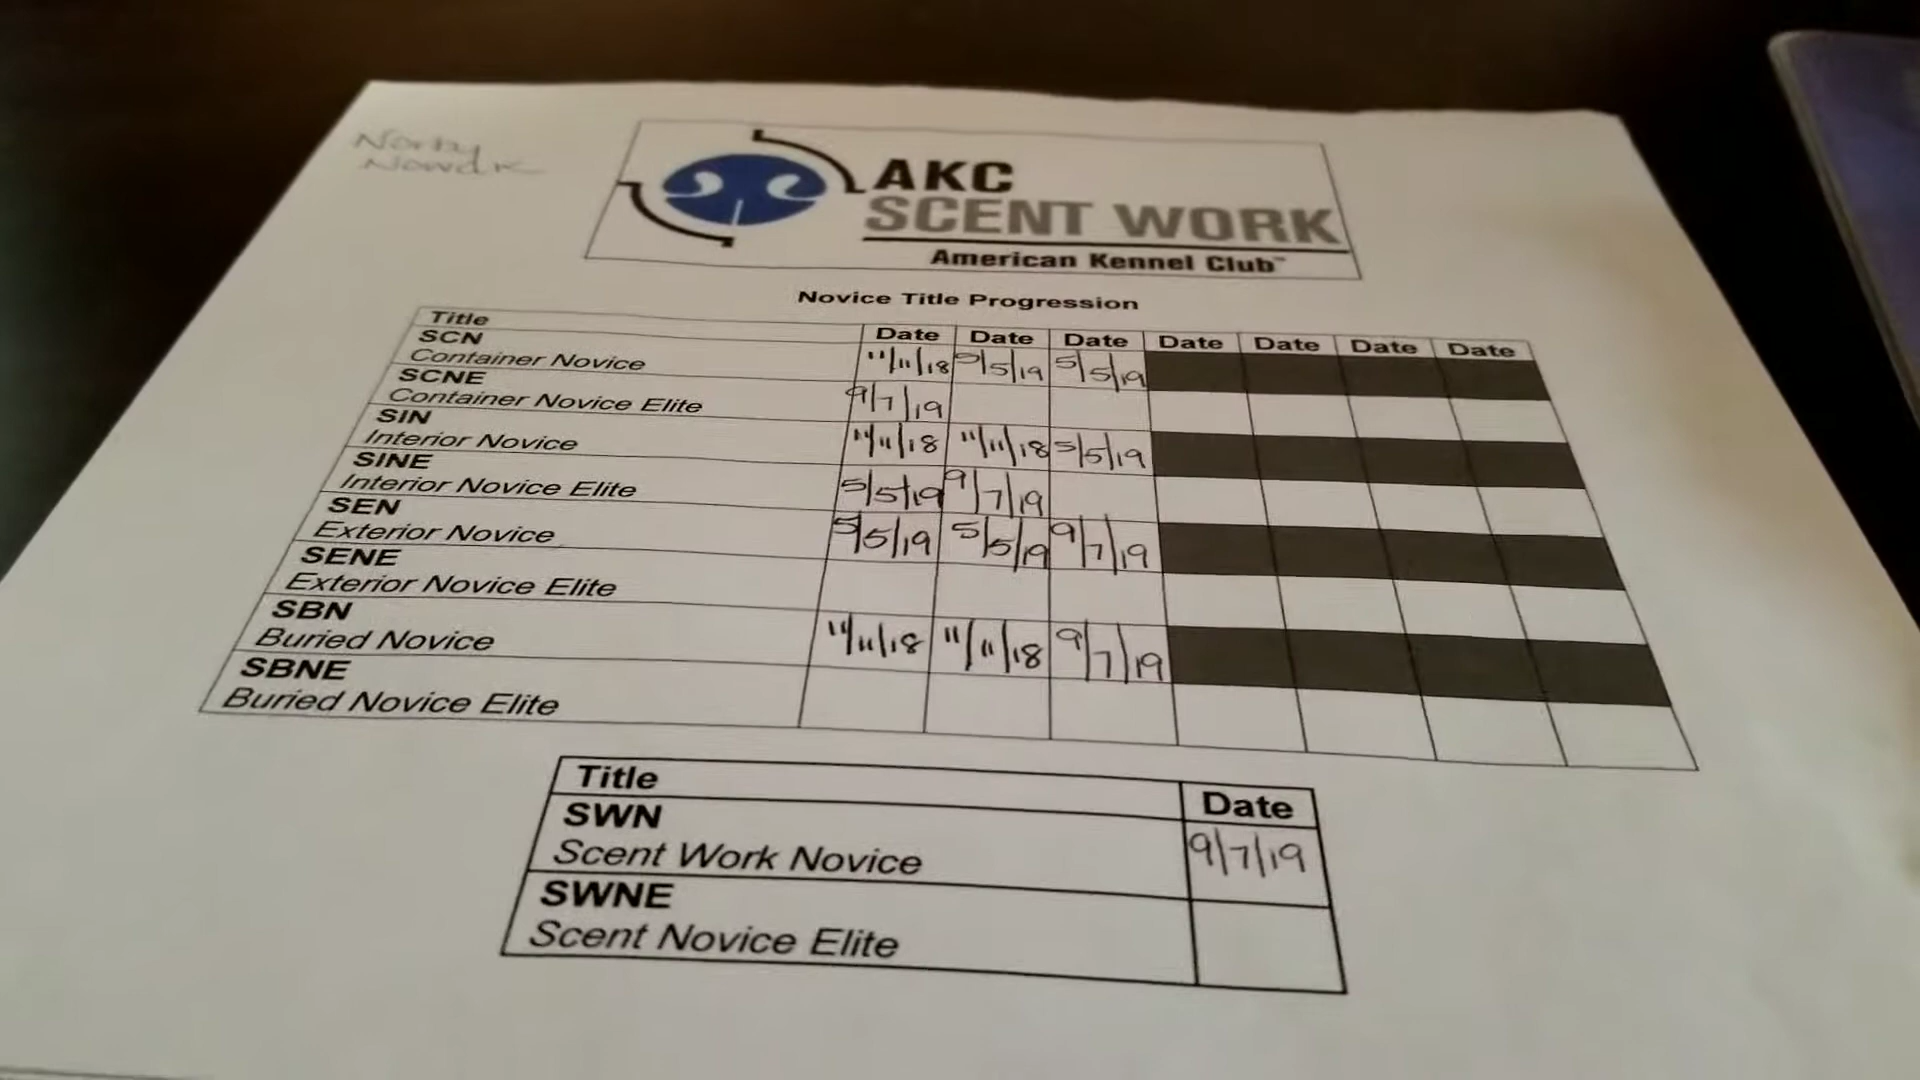 AKC
SCENT WORK
American Kennel Club™
Novice Title Progression
Title Date Date Date Date Date Date Date
SCN
Container Novice 11/11/18 5/5/19 5/5/19
SCNE
Container Novice Elite 9/7/19
SIN
Interior Novice 11/11/18 11/11/18 5/5/19
SINE
Interior Novice Elite 5/5/19 9/7/19
SEN
Exterior Novice 5/5/19 5/5/19 9/7/19
SENE
Exterior Novice Elite
SBN
Buried Novice 11/11/18 11/11/18 9/7/19
SBNE
Buried Novice Elite
Title Date
SWN
Scent Work Novice 9/7/19
SWNE
Scent Novice Elite